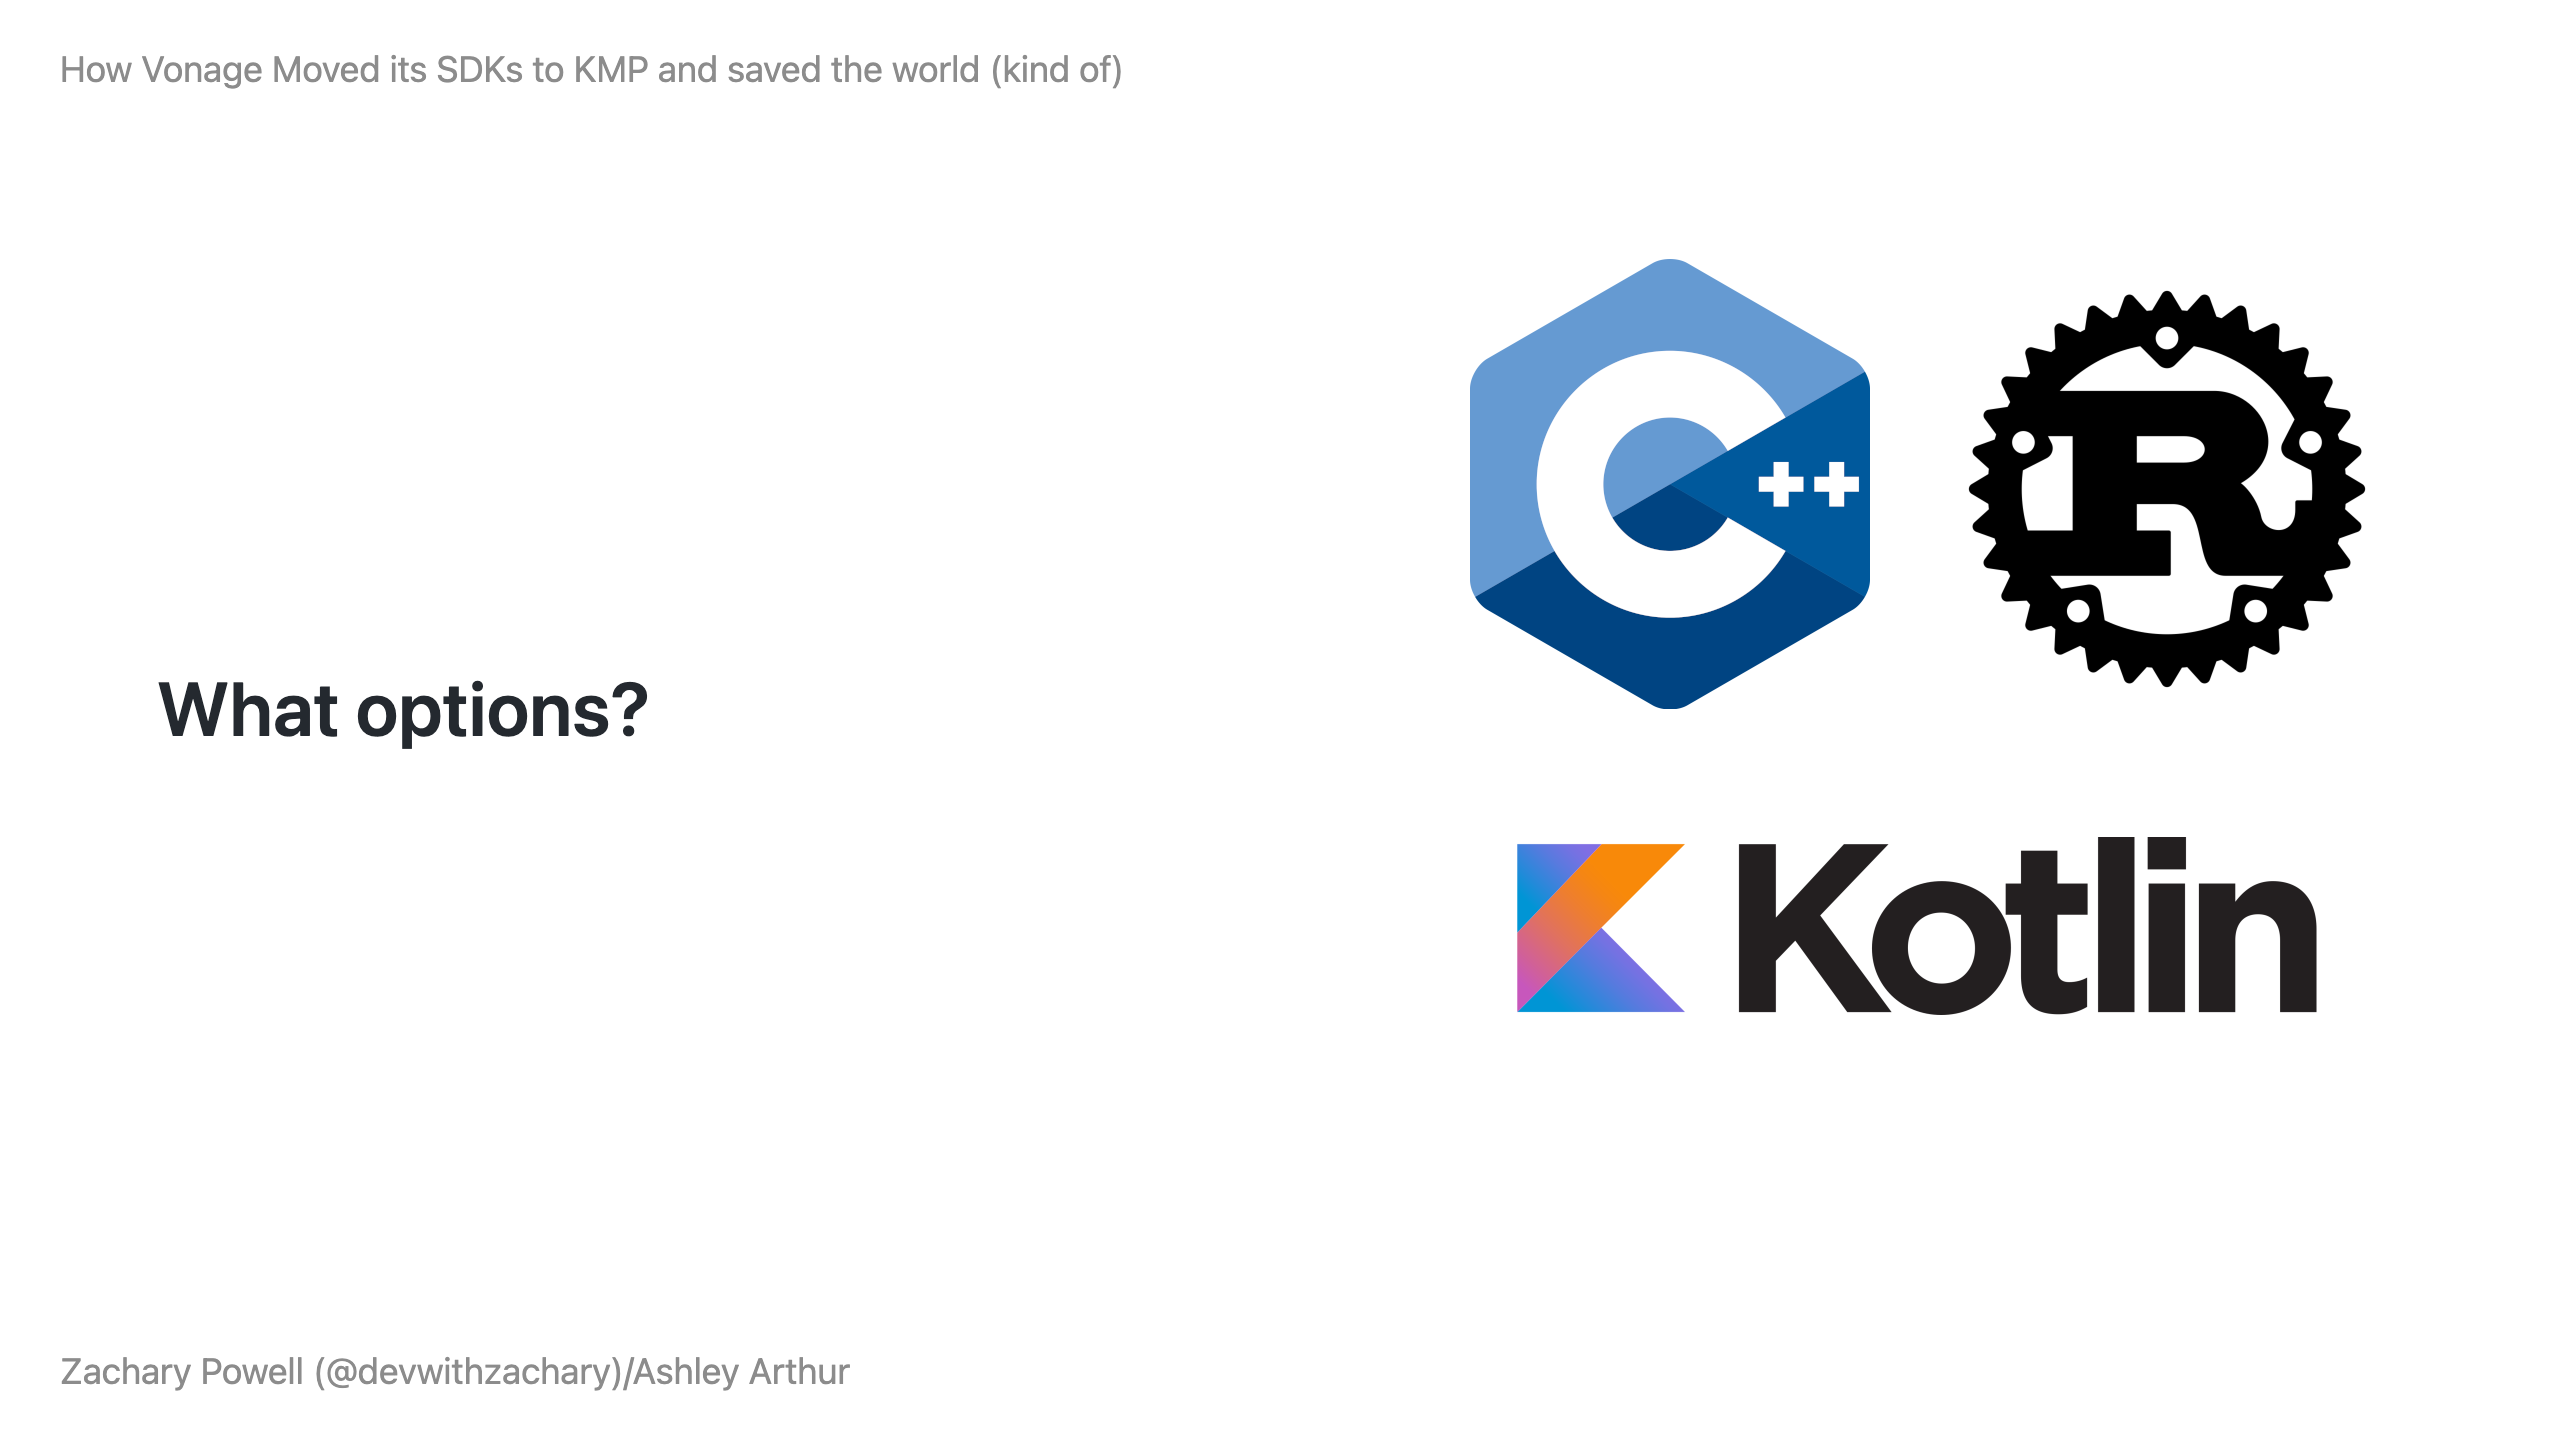 How Vonage Moved its SDKs to KMP and saved the world (kind of)
What options?
C++
R
Kotlin
Zachary Powell (@devwithzachary)/Ashley Arthur